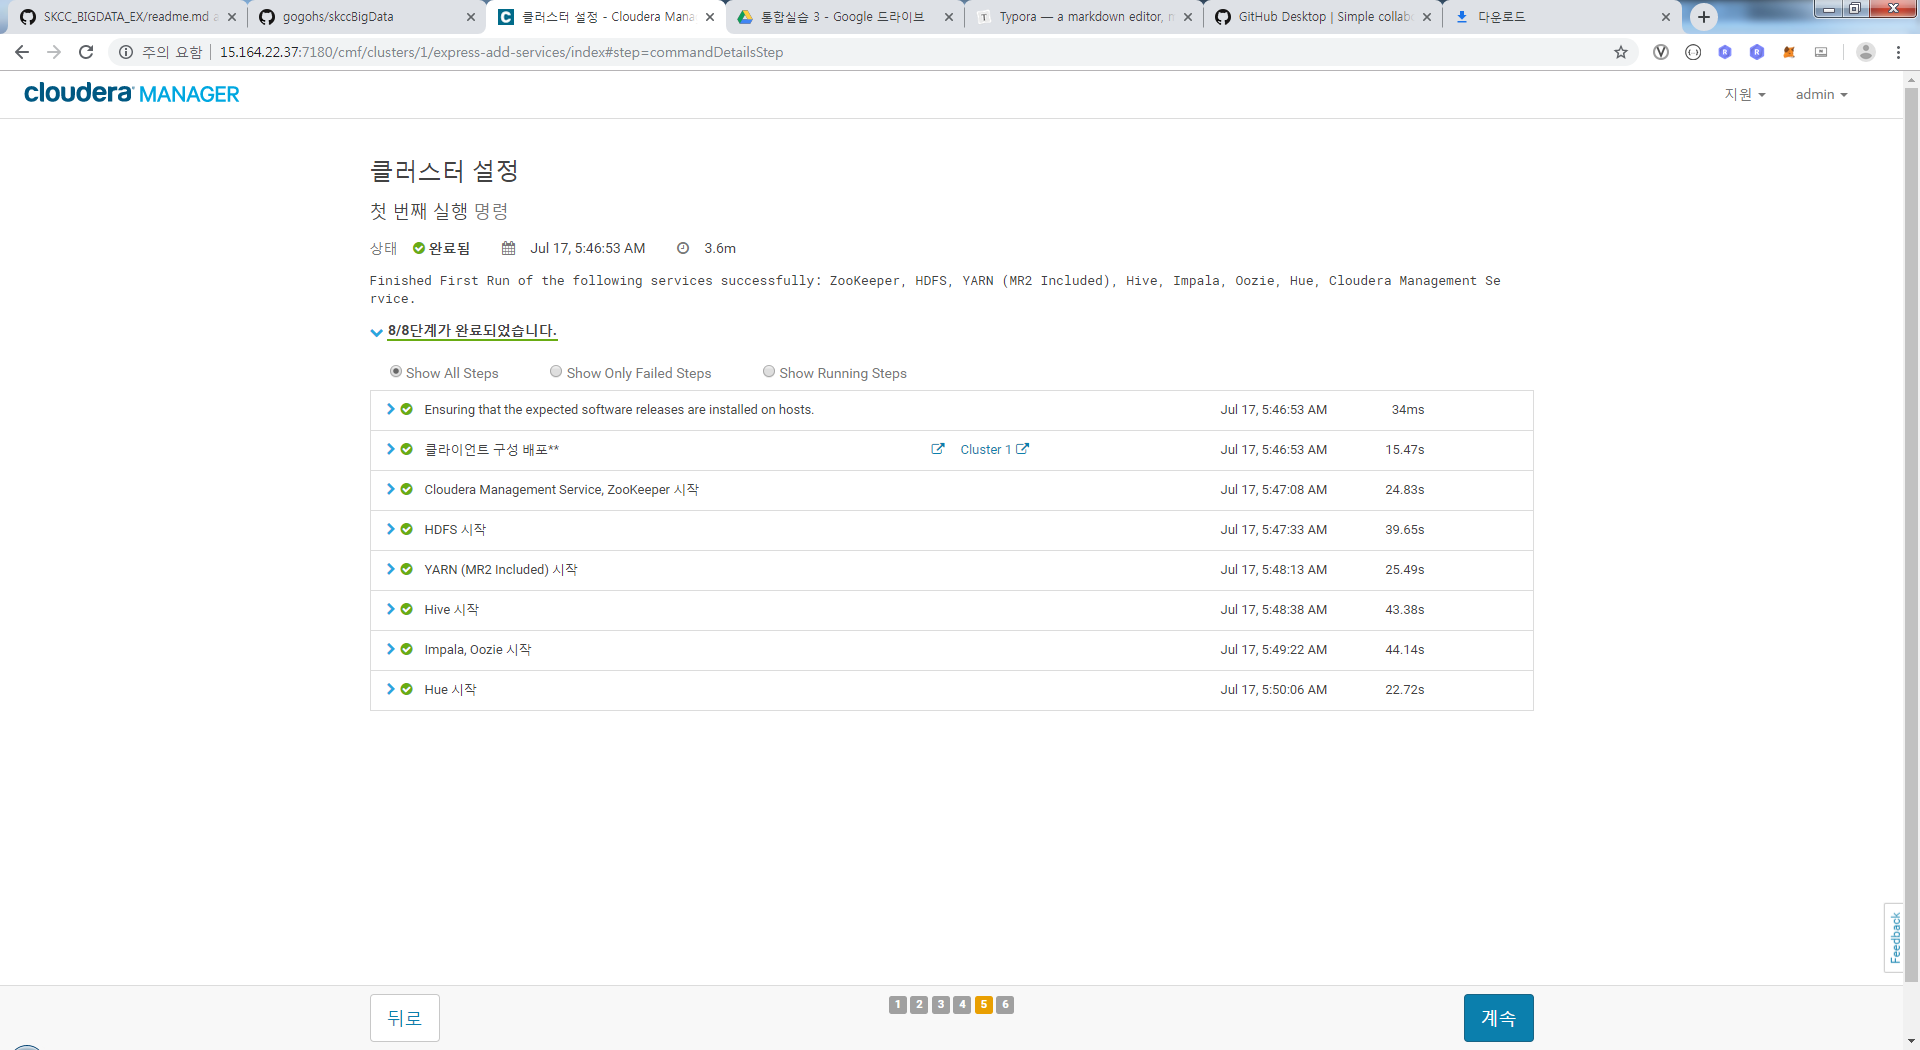 SKCC_BIGDATA_EX/readme.md a
gogohs/skccBigData
클러스터 설정 - Cloudera Mana
통합실습 3 - Google 드라이브
Typora — a markdown editor, m
GitHub Desktop | Simple collabo
다운로드
주의 요함 15.164.22.37:7180/cmf/clusters/1/express-add-services/index#step=commandDetailsStep
cloudera MANAGER
지원
admin
클러스터 설정
첫 번째 실행 명령
상태 완료됨 Jul 17, 5:46:53 AM 3.6m
Finished First Run of the following services successfully: ZooKeeper, HDFS, YARN (MR2 Included), Hive, Impala, Oozie, Hue, Cloudera Management Se
rvice.
8/8단계가 완료되었습니다.
Show All Steps Show Only Failed Steps Show Running Steps
Ensuring that the expected software releases are installed on hosts. Jul 17, 5:46:53 AM 34ms
클라이언트 구성 배포** Cluster 1 Jul 17, 5:46:53 AM 15.47s
Cloudera Management Service, ZooKeeper 시작 Jul 17, 5:47:08 AM 24.83s
HDFS 시작 Jul 17, 5:47:33 AM 39.65s
YARN (MR2 Included) 시작 Jul 17, 5:48:13 AM 25.49s
Hive 시작 Jul 17, 5:48:38 AM 43.38s
Impala, Oozie 시작 Jul 17, 5:49:22 AM 44.14s
Hue 시작 Jul 17, 5:50:06 AM 22.72s
Feedback
뒤로
1 2 3 4 5 6
계속